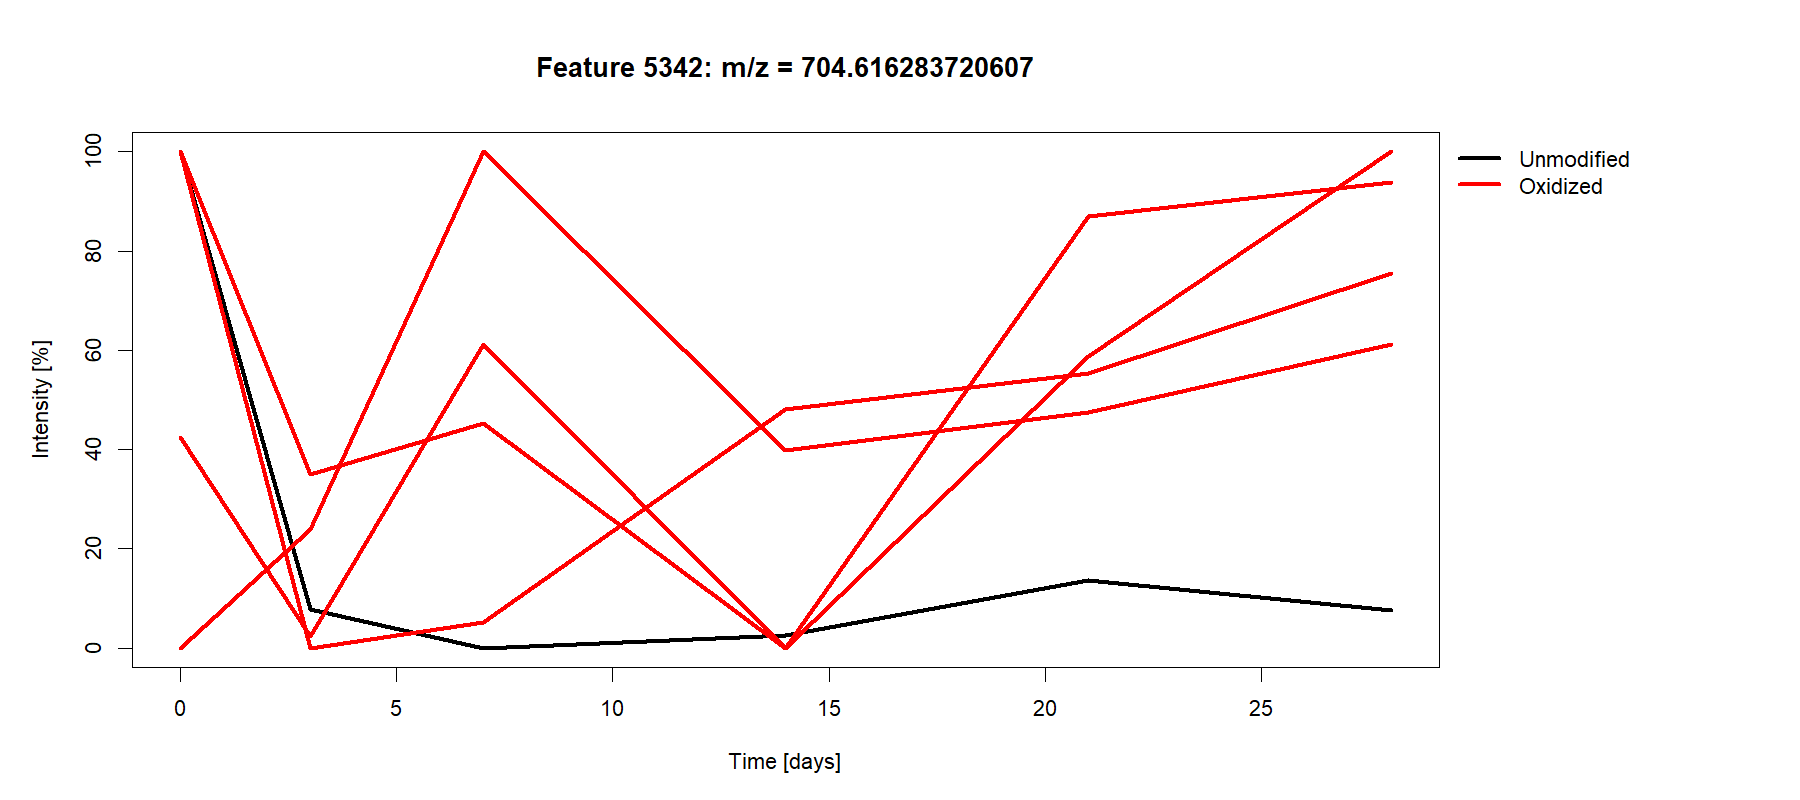 Feature 5342: m/z = 704.616283720607
Unmodified
Oxidized
Intensity [%]
100
80
60
40
20
0
0 5 10 15 20 25
Time [days]